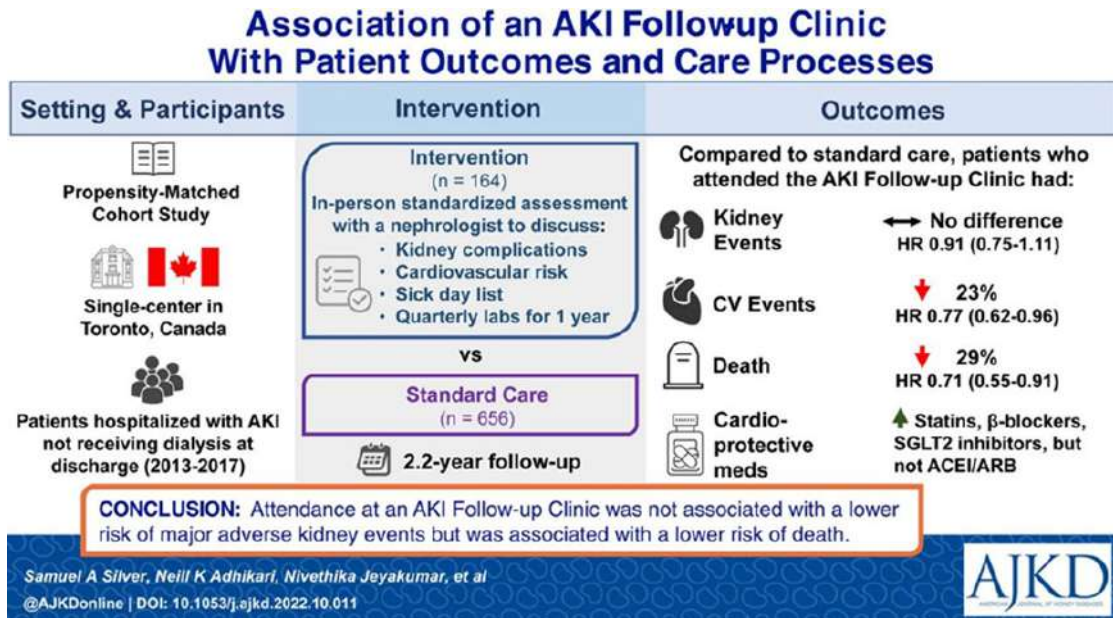 Association of an AKI Followup Clinic
With Patient Outcomes and Care Processes
Setting & Participants
Propensity-Matched
Cohort Study
Single-center in
Toronto, Canada
Patients hospitalized with AKI
not receiving dialysis at
discharge (2013-2017)
Intervention
Intervention
(n = 164)
In-person standardized assessment
with a nephrologist to discuss:
• Kidney complications
• Cardiovascular risk
• Sick day list
• Quarterly labs for 1 year
vs
Standard Care
(n = 656)
2.2-year follow-up
Outcomes
Compared to standard care, patients who
attended the AKI Follow-up Clinic had:
Kidney
Events
No difference
HR 0.91 (0.75-1.11)
CV Events
23%
HR 0.77 (0.62-0.96)
Death
29%
HR 0.71 (0.55-0.91)
Cardio-
protective
meds
Statins, β-blockers,
SGLT2 inhibitors, but
not ACEI/ARB
CONCLUSION: Attendance at an AKI Follow-up Clinic was not associated with a lower
risk of major adverse kidney events but was associated with a lower risk of death.
Samuel A Silver, Neill K Adhikari, Nivethika Jeyakumar, et al
@AJKDonline | DOI: 10.1053/j.ajkd.2022.10.011
AJKD
AMERICAN JOURNAL OF KIDNEY DISEASES